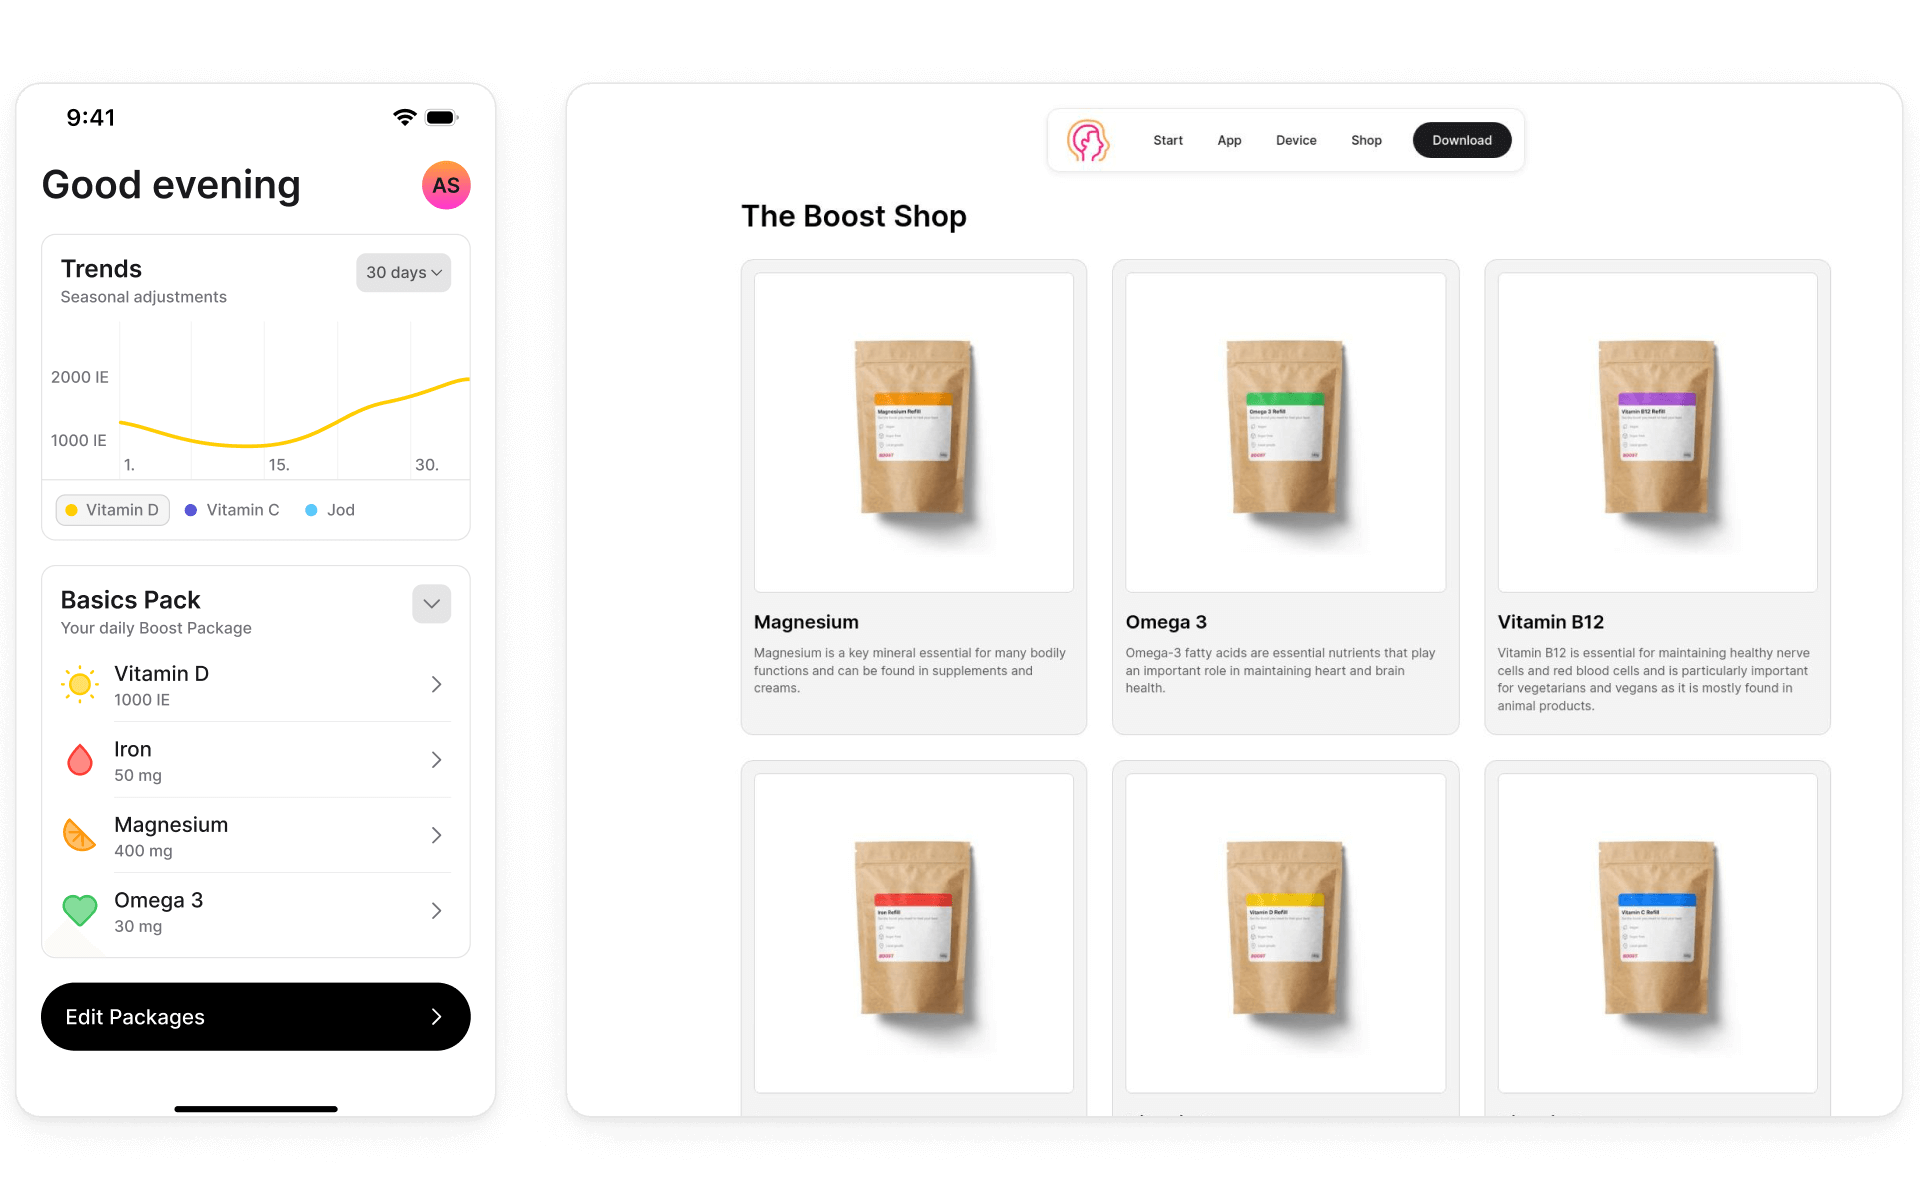 9:41
Good evening
AS
Trends
30 days
Seasonal adjustments
2000 IE
1000 IE
1.
15.
30.
Vitamin D
Vitamin C
Jod
Basics Pack
Your daily Boost Package
Vitamin D
1000 IE
Iron
50 mg
Magnesium
400 mg
Omega 3
30 mg
Edit Packages
Start
App
Device
Shop
Download
The Boost Shop
Magnesium Refill
BOOST
Omega 3 Refill
BOOST
Vitamin B12 Refill
BOOST
Magnesium
Magnesium is a key mineral essential for many bodily
functions and can be found in supplements and
creams.
Omega 3
Omega-3 fatty acids are essential nutrients that play
an important role in maintaining heart and brain
health.
Vitamin B12
Vitamin B12 is essential for maintaining healthy nerve
cells and red blood cells and is particularly important
for vegetarians and vegans as it is mostly found in
animal products.
Iron Refill
BOOST
Vitamin D Refill
BOOST
Vitamin C Refill
BOOST